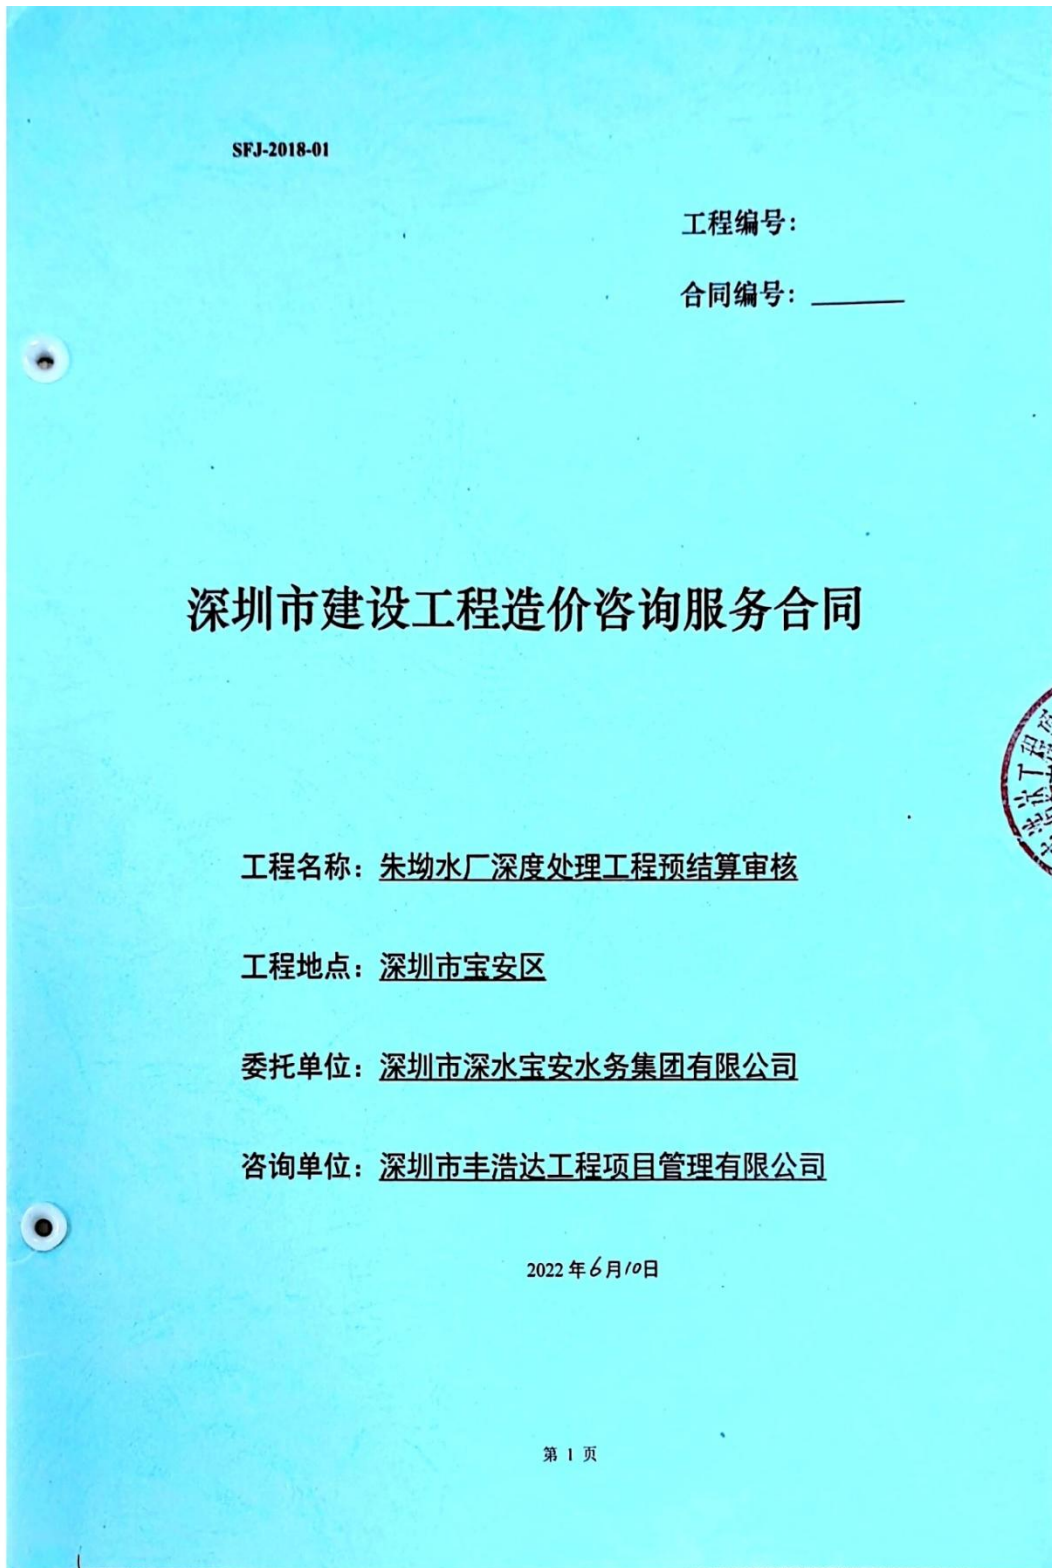 SFJ-2018-01
工程编号：
合同编号：
深圳市建设工程造价咨询服务合同
工程名称：朱坳水厂深度处理工程预结算审核
工程地点：深圳市宝安区
委托单位：深圳市深水宝安水务集团有限公司
咨询单位：深圳市丰浩达工程项目管理有限公司
2022年6月10日
第 1 页